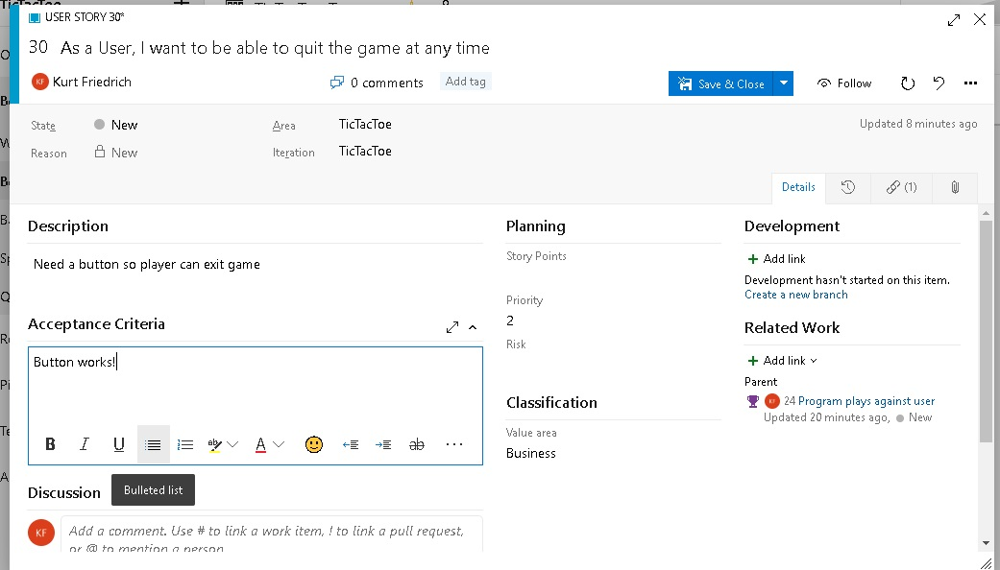 USER STORY 30*
30 As a User, I want to be able to quit the game at any time
KF Kurt Friedrich
0 comments
Add tag
Save & Close
Follow
State
New
Area
TicTacToe
Updated 8 minutes ago
Reason
New
Iteration
TicTacToe
Details
(1)
Description
Need a button so player can exit game
Acceptance Criteria
Button works!
B I U ab A ab ...
Bulleted list
Discussion
KF
Add a comment. Use # to link a work item, ! to link a pull request,
or @ to mention a person
Planning
Story Points
Priority
2
Risk
Classification
Value area
Business
Development
Add link
Development hasn't started on this item.
Create a new branch
Related Work
Add link
Parent
KF 24 Program plays against user
Updated 20 minutes ago, New